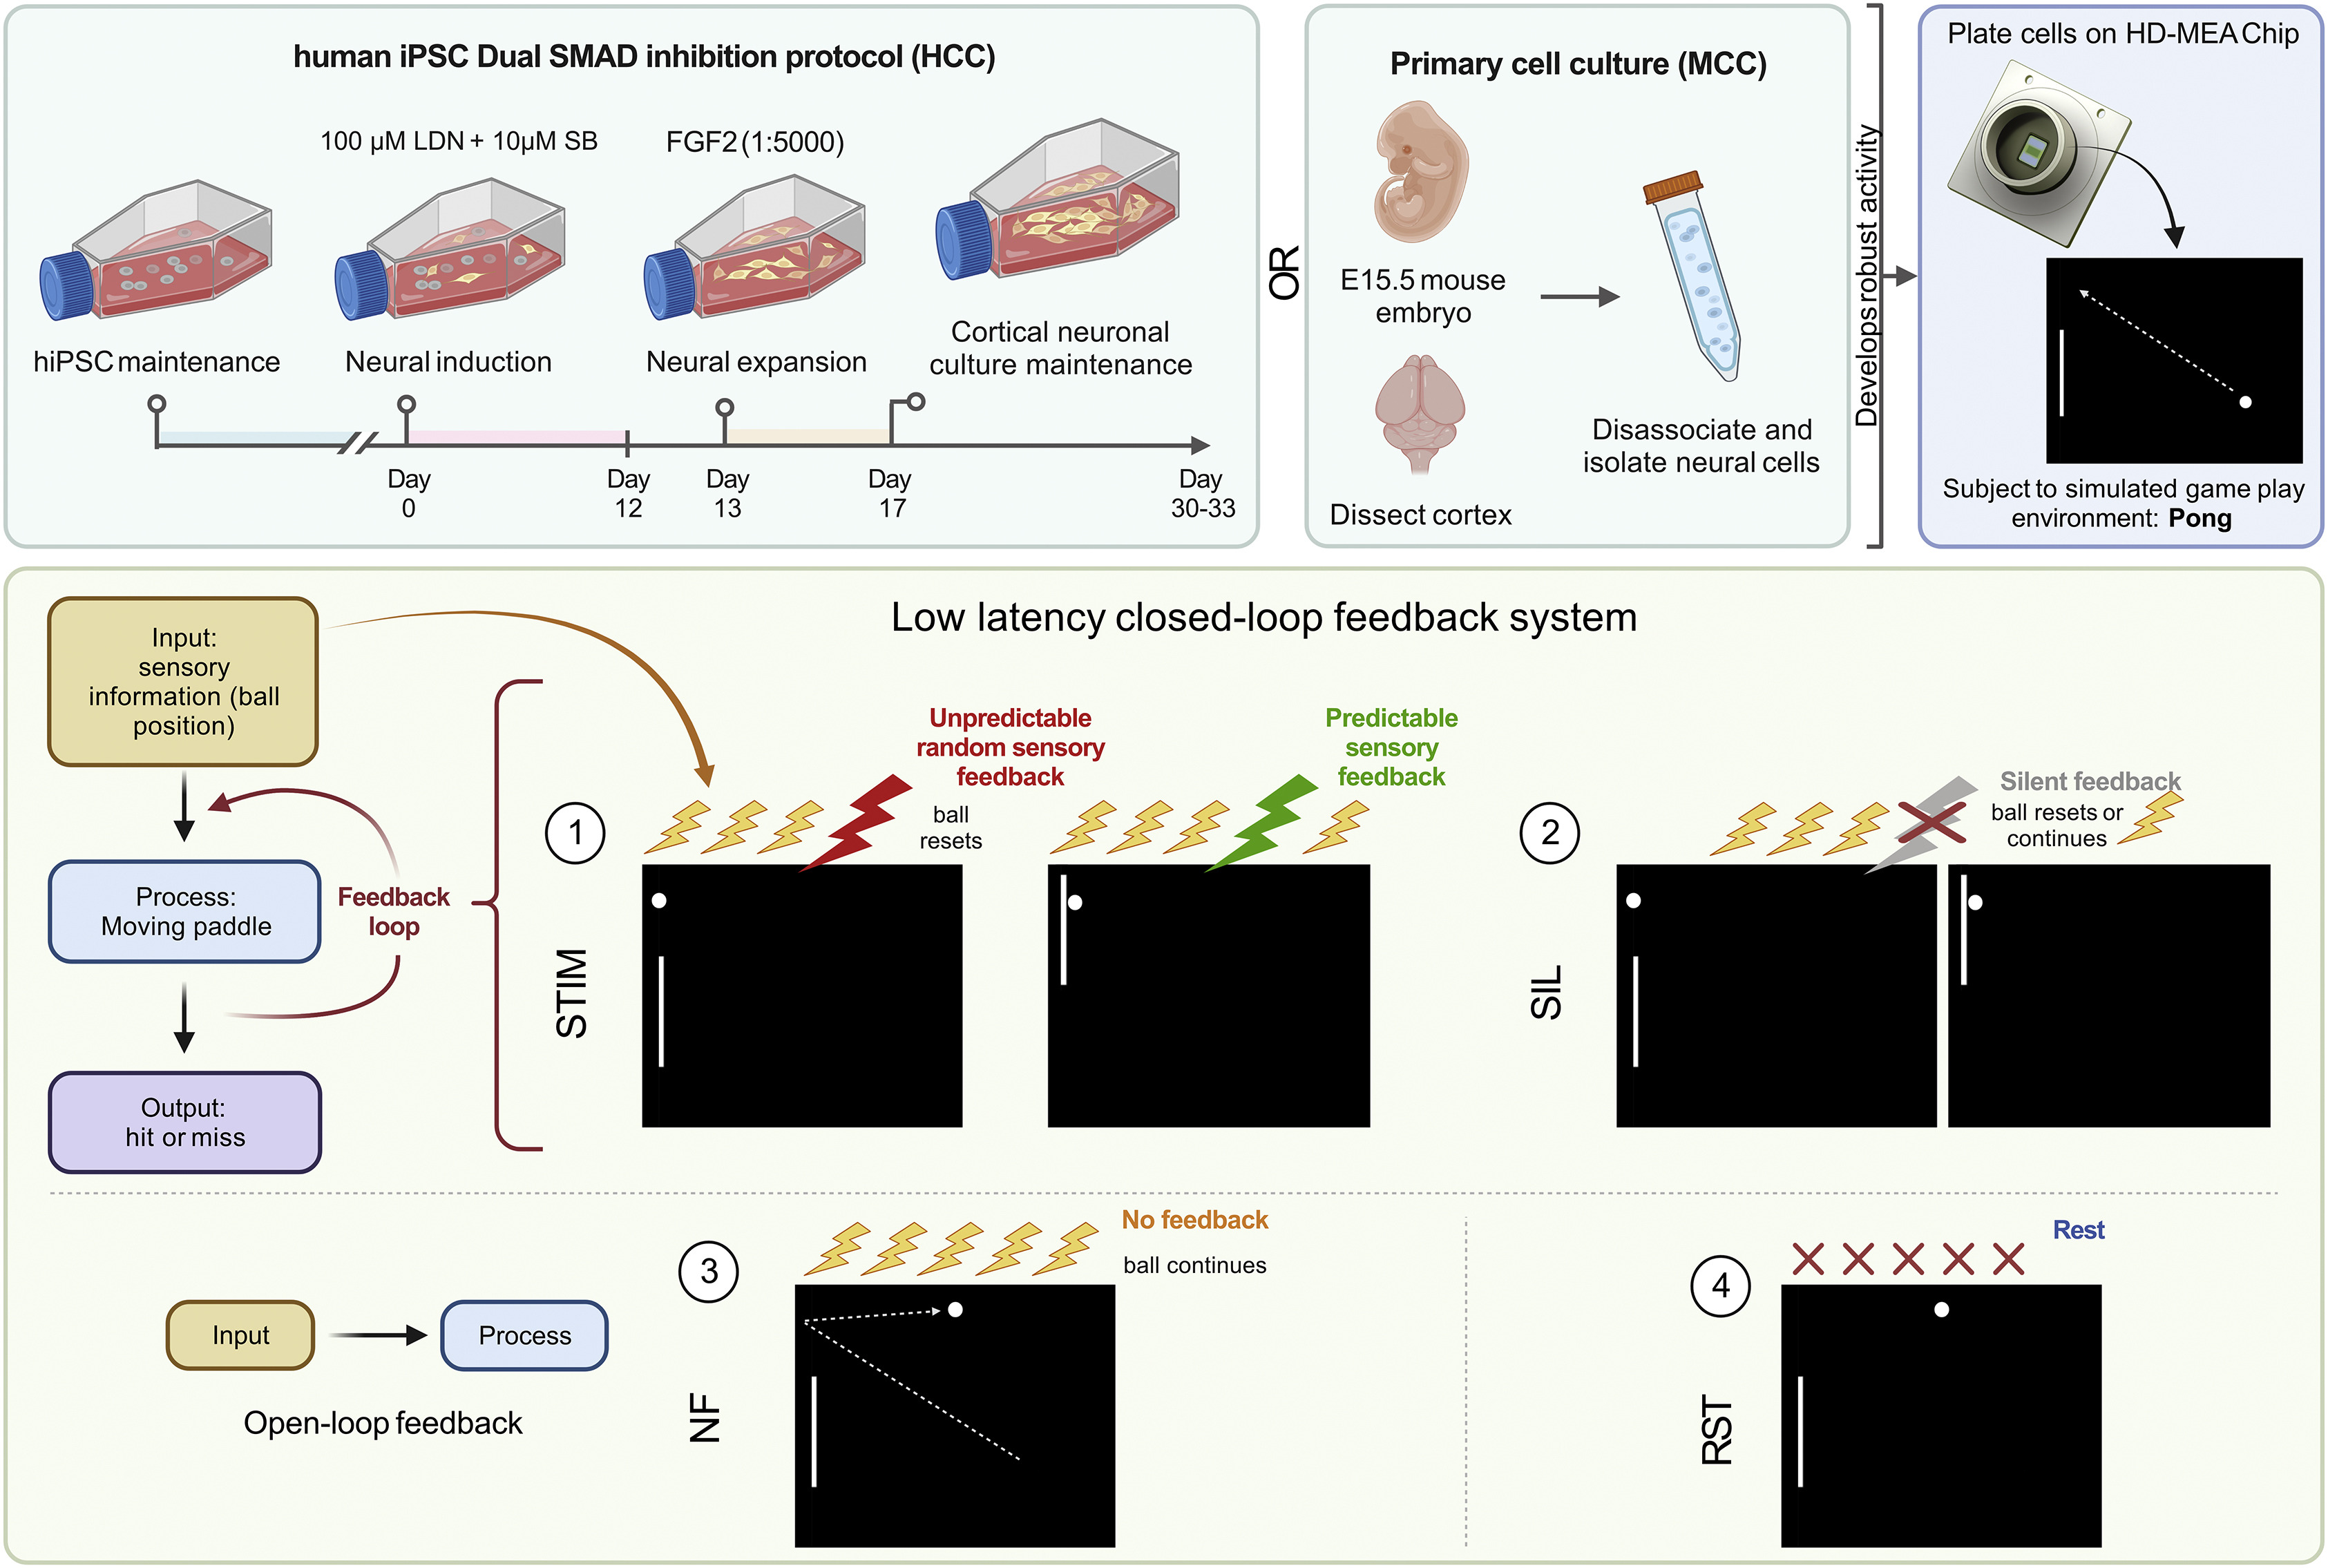 human iPSC Dual SMAD inhibition protocol (HCC)
100 µM LDN + 10µM SB
FGF2 (1:5000)
hiPSC maintenance
Neural induction
Neural expansion
Cortical neuronal
culture maintenance
Day
0
Day
12
Day
13
Day
17
Day
30-33
OR
Primary cell culture (MCC)
E15.5 mouse
embryo
Dissect cortex
Disassociate and
isolate neural cells
Develops robust activity
Plate cells on HD-MEA Chip
Subject to simulated game play
environment: Pong
Low latency closed-loop feedback system
Input:
sensory
information (ball
position)
Process:
Moving paddle
Output:
hit or miss
Feedback
loop
1
STIM
Unpredictable
random sensory
feedback
ball
resets
Predictable
sensory
feedback
2
SIL
Silent feedback
ball resets or
continues
Input
Process
Open-loop feedback
3
NF
No feedback
ball continues
4
RST
Rest